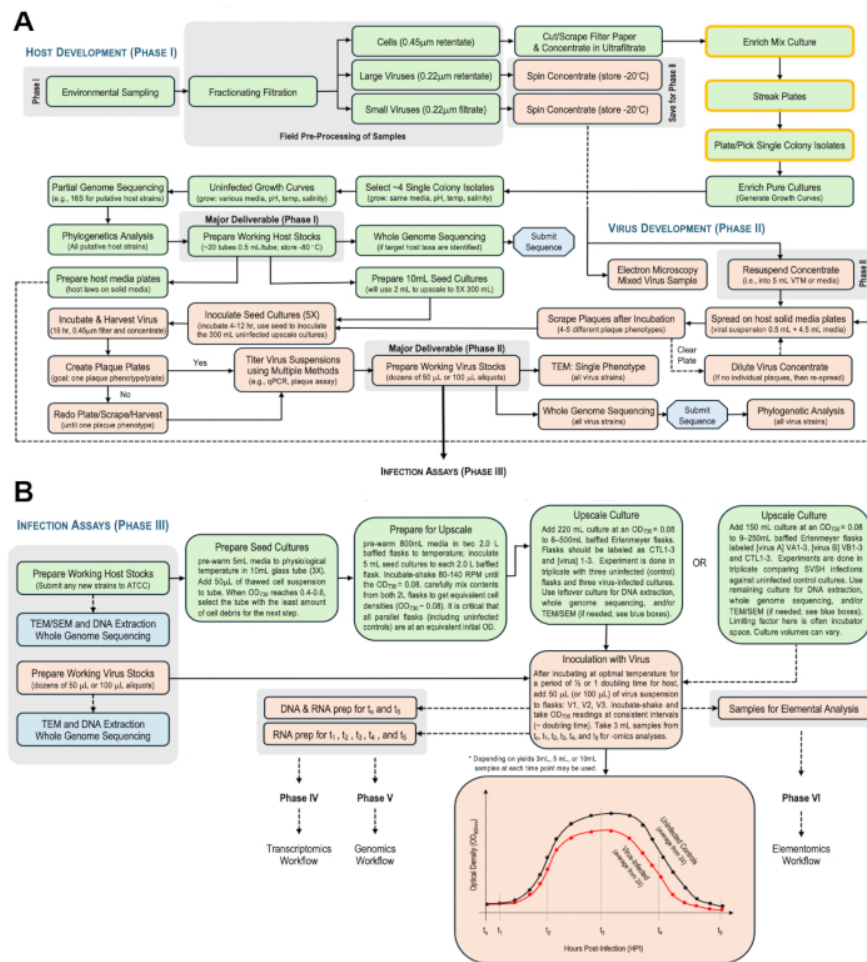 A
HOST DEVELOPMENT (PHASE I)
Phase I
Environmental Sampling
Fractionating Filtration
Cells (0.45µm retentate)
Large Viruses (0.22µm retentate)
Small Viruses (0.22µm filtrate)
Field Pre-Processing of Samples
Cut/Scrape Filter Paper
& Concentrate in Ultrafiltrate
Spin Concentrate (store -20°C)
Spin Concentrate (store -20°C)
Save for Phase II
Enrich Mix Culture
Streak Plates
Plate/Pick Single Colony Isolates
Enrich Pure Cultures
(Generate Growth Curves)
Select ~4 Single Colony Isolates
(grow: same media, pH, temp, salinity)
Uninfected Growth Curves
(grow: various media, pH, temp, salinity)
Partial Genome Sequencing
(e.g., 16S for putative host strains)
Phylogenetics Analysis
(All putative host strains)
Major Deliverable (Phase I)
Prepare Working Host Stocks
(~20 tubes 0.5 mL/tube; store -80°C)
Whole Genome Sequencing
(if target host taxa are identified)
Submit
Sequence
VIRUS DEVELOPMENT (PHASE II)
Prepare host media plates
(host lawns on solid media)
Prepare 10mL Seed Cultures
(will use 2 mL to upscale to 5X 300 mL)
Electron Microscopy
Mixed Virus Sample
Resuspend Concentrate
(i.e., into 5 mL VTM or media)
Phase II
Incubate & Harvest Virus
(16 hr, 0.45µm filter and concentrate)
Inoculate Seed Cultures (5X)
(incubate 4-12 hr, use seed to inoculate
the 300 mL uninfected upscale cultures)
Scrape Plaques after Incubation
(4-5 different plaque phenotypes)
Spread on host solid media plates
(viral suspension 0.5 mL + 4.5 mL media)
Clear
Plate
Dilute Virus Concentrate
(If no individual plaques, then re-spread)
Create Plaque Plates
(goal: one plaque phenotype/plate)
Yes
No
Titer Virus Suspensions
using Multiple Methods
(e.g., qPCR, plaque assay)
Major Deliverable (Phase II)
Prepare Working Virus Stocks
(dozens of 50 µL or 100 µL aliquots)
TEM: Single Phenotype
(all virus strains)
Redo Plate/Scrape/Harvest
(until one plaque phenotype)
Whole Genome Sequencing
(all virus strains)
Submit
Sequence
Phylogenetic Analysis
(all virus strains)
INFECTION ASSAYS (PHASE III)
B
INFECTION ASSAYS (PHASE III)
Prepare Working Host Stocks
(Submit any new strains to ATCC)
TEM/SEM and DNA Extraction
Whole Genome Sequencing
Prepare Working Virus Stocks
(dozens of 50 µL or 100 µL aliquots)
TEM and DNA Extraction
Whole Genome Sequencing
Prepare Seed Cultures
pre-warm 5mL media to physiological
temperature in 10mL glass tube (3X).
Add 50µL of thawed cell suspension
to tube. When OD730 reaches 0.4-0.6,
select the tube with the least amount
of cell debris for the next step.
Prepare for Upscale
pre-warm 800mL media in two 2.0 L
baffled flasks to temperature; inoculate
5 mL seed cultures to each 2.0 L baffled
flask. Incubate-shake 80-140 RPM until
the OD730 = 0.08. carefully mix contents
from both 2L flasks to get equivalent cell
densities (OD730 ~ 0.08). It is critical that
all parallel flasks (including uninfected
controls) are at an equivalent initial OD.
Upscale Culture
Add 220 mL culture at an OD730 = 0.08
to 6–500mL baffled Erlenmeyer flasks.
Flasks should be labeled as CTL1-3
and [virus] 1-3. Experiment is done in
triplicate with three uninfected (control)
flasks and three virus-infected cultures.
Use leftover culture for DNA extraction,
whole genome sequencing, and/or
TEM/SEM (if needed; see blue boxes).
OR
Upscale Culture
Add 150 mL culture at an OD730 = 0.08
to 9–250mL baffled Erlenmeyer flasks
labeled [virus A] VA1-3, [virus B] VB1-3
and CTL1-3. Experiments are done in
triplicate comparing SVSH infections
against uninfected control cultures. Use
remaining culture for DNA extraction,
whole genome sequencing, and/or
TEM/SEM (if needed; see blue boxes).
Limiting factor here is often incubator
space. Culture volumes can vary.
Inoculation with Virus
After incubating at optimal temperature
for a period of ½ or 1 doubling time for host,
add 50 µL (or 100 µL) of virus suspension
to flasks: V1, V2, V3. Incubate-shake and
take OD730 readings at consistent intervals
(~ doubling time). Take 3 mL samples from
t0, t1, t2, t3, t4, and t5 for -omics analyses.
DNA & RNA prep for t0 and t5
RNA prep for t1, t2, t3, t4, and t5
Samples for Elemental Analysis
* Depending on yields 3mL, 5 mL, or 10mL
samples at each time point may be used.
Phase IV
Phase V
Phase VI
Transcriptomics
Workflow
Genomics
Workflow
Elementomics
Workflow
Uninfected Controls
(average from 3X)
Virus-Infected
(average from 3X)
t1
t2
t3
t4
Hours Post-Infection (HPI)